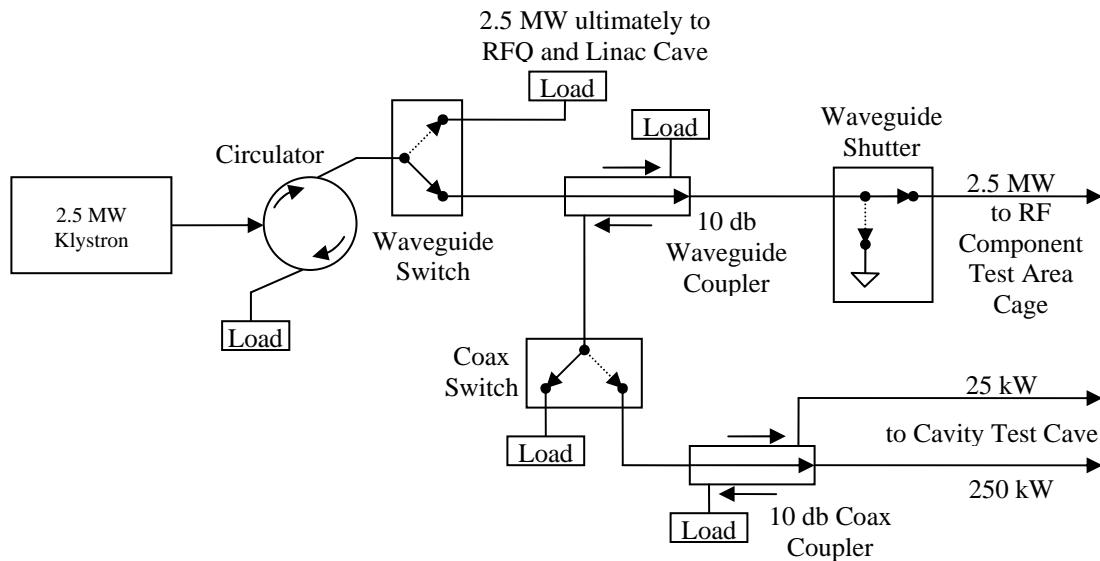 2.5 MW ultimately to
RFQ and Linac Cave
Load
Load
Waveguide
Shutter
Circulator
2.5 MW
Klystron
2.5 MW
to RF
Component
Test Area
Cage
10 db
Waveguide
Coupler
Waveguide
Switch
Load
Coax
Switch
25 kW
to Cavity Test Cave
Load
250 kW
Load
10 db Coax
Coupler